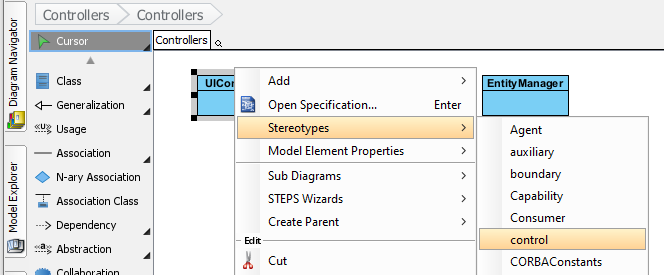 Controllers Controllers
Diagram Navigator
Model Explorer
Cursor
Class
Generalization
Usage
Association
N-ary Association
Association Class
Dependency
Abstraction
Collaboration
Controllers
UICon
EntityManager
Add
Open Specification... Enter
Stereotypes
Model Element Properties
Sub Diagrams
STEPS Wizards
Create Parent
Edit
Cut
Agent
auxiliary
boundary
Capability
Consumer
control
CORBAConstants